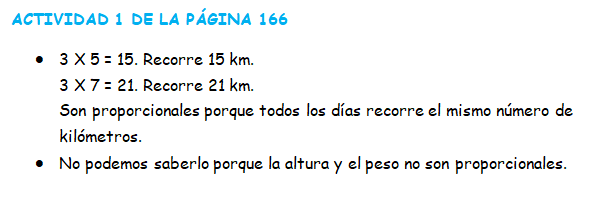 ACTIVIDAD 1 DE LA PÁGINA 166
• 3 X 5 = 15. Recorre 15 km.
3 X 7 = 21. Recorre 21 km.
Son proporcionales porque todos los días recorre el mismo número de
kilómetros.
• No podemos saberlo porque la altura y el peso no son proporcionales.